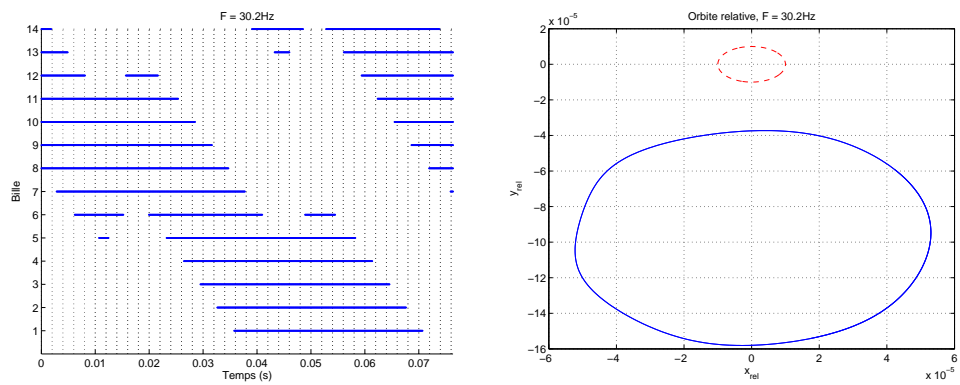 F = 30.2Hz
14
13
12
11
10
9
8
7
6
5
4
3
2
1
Bille
0 0.01 0.02 0.03 0.04 0.05 0.06 0.07
Temps (s)
Orbite relative, F = 30.2Hz
x 10⁻⁵
2
0
−2
−4
−6
−8
−10
−12
−14
−16
y_rel
−6 −4 −2 0 2 4 6
x_rel
x 10⁻⁵